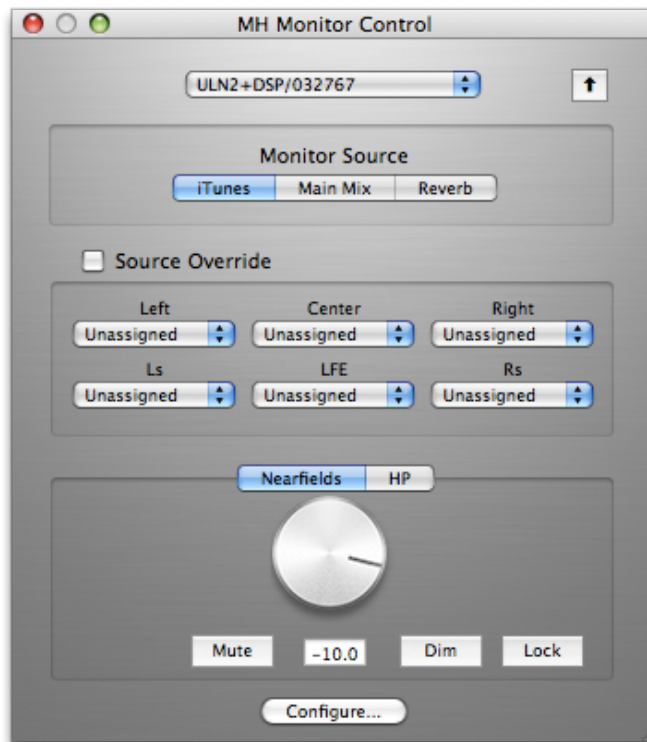 MH Monitor Control
ULN2+DSP/032767
Monitor Source
iTunes Main Mix Reverb
Source Override
Left Center Right
Unassigned Unassigned Unassigned
Ls LFE Rs
Unassigned Unassigned Unassigned
Nearfields HP
Mute -10.0 Dim Lock
Configure...